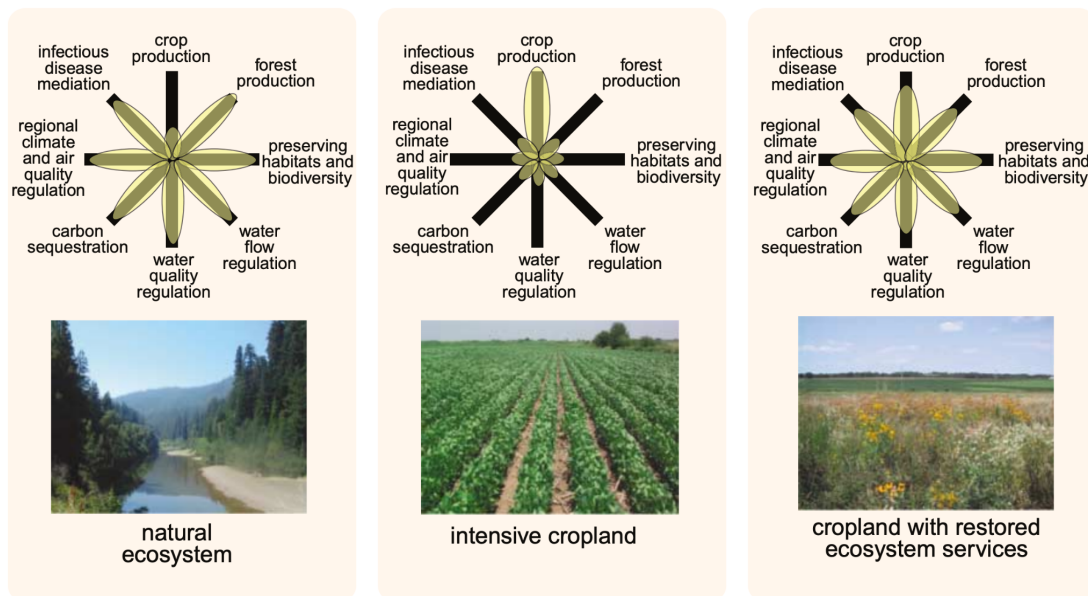 crop
production
infectious
disease
mediation
forest
production
regional
climate
and air
quality
regulation
preserving
habitats and
biodiversity
carbon
sequestration
water
flow
regulation
water
quality
regulation
natural
ecosystem
crop
production
infectious
disease
mediation
forest
production
regional
climate
and air
quality
regulation
preserving
habitats and
biodiversity
carbon
sequestration
water
flow
regulation
water
quality
regulation
intensive cropland
crop
production
infectious
disease
mediation
forest
production
regional
climate
and air
quality
regulation
preserving
habitats and
biodiversity
carbon
sequestration
water
flow
regulation
water
quality
regulation
cropland with restored
ecosystem services